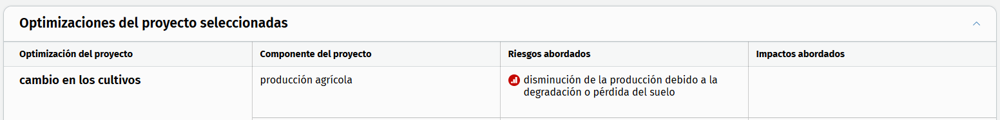 Optimizaciones del proyecto seleccionadas
Optimización del proyecto
Componente del proyecto
Riesgos abordados
Impactos abordados
cambio en los cultivos
producción agrícola
disminución de la producción debido a la
degradación o pérdida del suelo